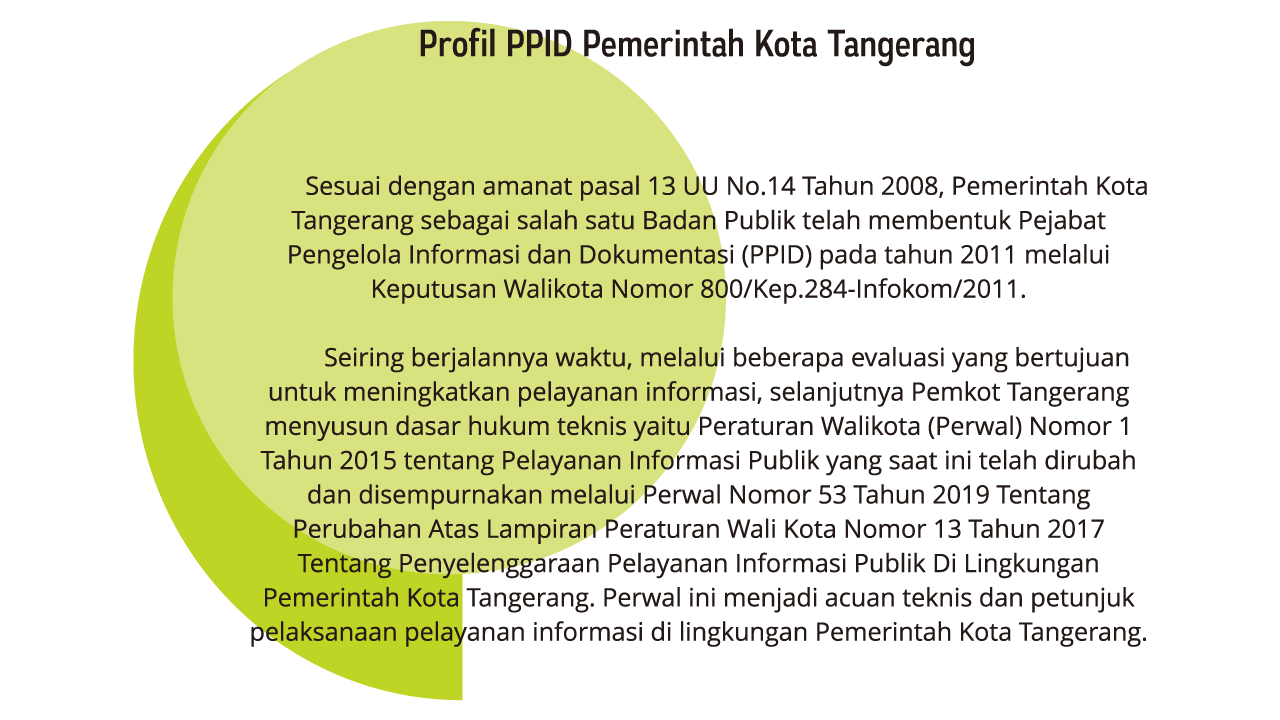 Profil PPID Pemerintah Kota Tangerang
Sesuai dengan amanat pasal 13 UU No.14 Tahun 2008, Pemerintah Kota
Tangerang sebagai salah satu Badan Publik telah membentuk Pejabat
Pengelola Informasi dan Dokumentasi (PPID) pada tahun 2011 melalui
Keputusan Walikota Nomor 800/Kep.284-Infokom/2011.
Seiring berjalannya waktu, melalui beberapa evaluasi yang bertujuan
untuk meningkatkan pelayanan informasi, selanjutnya Pemkot Tangerang
menyusun dasar hukum teknis yaitu Peraturan Walikota (Perwal) Nomor 1
Tahun 2015 tentang Pelayanan Informasi Publik yang saat ini telah dirubah
dan disempurnakan melalui Perwal Nomor 53 Tahun 2019 Tentang
Perubahan Atas Lampiran Peraturan Wali Kota Nomor 13 Tahun 2017
Tentang Penyelenggaraan Pelayanan Informasi Publik Di Lingkungan
Pemerintah Kota Tangerang. Perwal ini menjadi acuan teknis dan petunjuk
pelaksanaan pelayanan informasi di lingkungan Pemerintah Kota Tangerang.